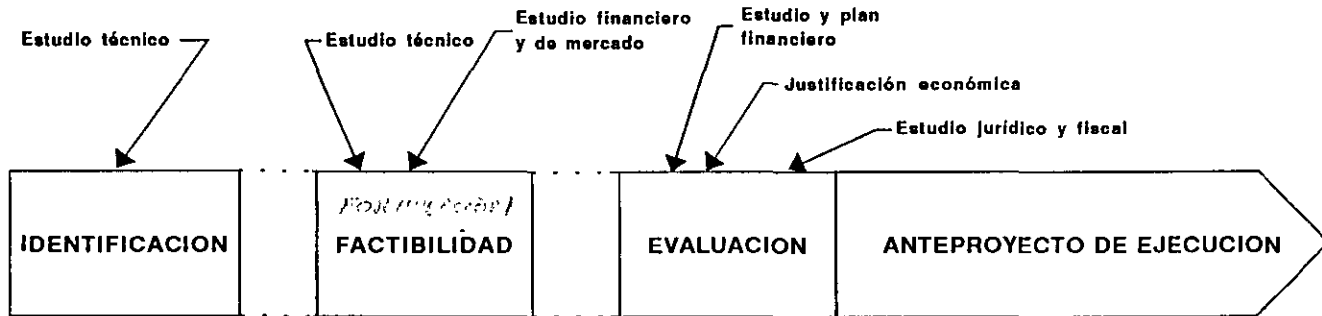 Estudio técnico
Estudio técnico
Estudio financiero
y de mercado
Estudio y plan
financiero
Justificación económica
Estudio jurídico y fiscal
IDENTIFICACION
FACTIBILIDAD
EVALUACION
ANTEPROYECTO DE EJECUCION